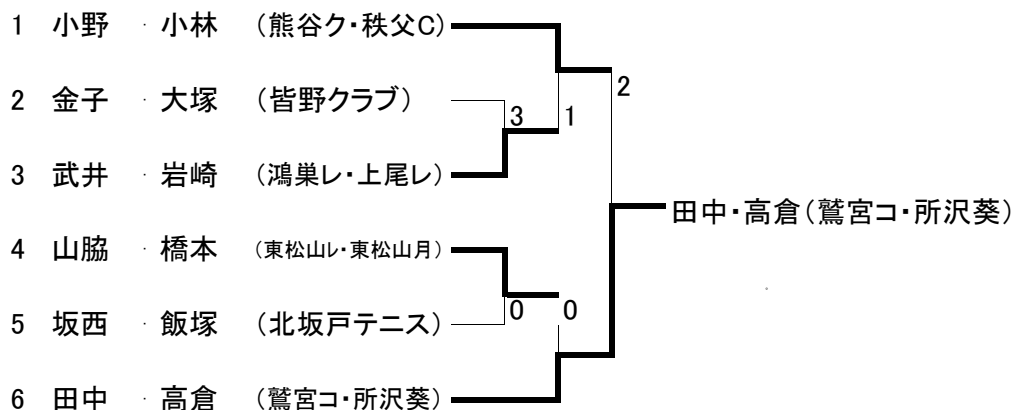 1 小野 · 小林 (熊谷ク・秩父C)
2
2 金子 · 大塚 (皆野クラブ)
3 1
3 武井 · 岩崎 (鴻巣レ・上尾レ)
田中・高倉(鷲宮コ・所沢葵)
4 山脇 · 橋本 (東松山レ・東松山月)
0 0
5 坂西 · 飯塚 (北坂戸テニス)
6 田中 · 高倉 (鷲宮コ・所沢葵)